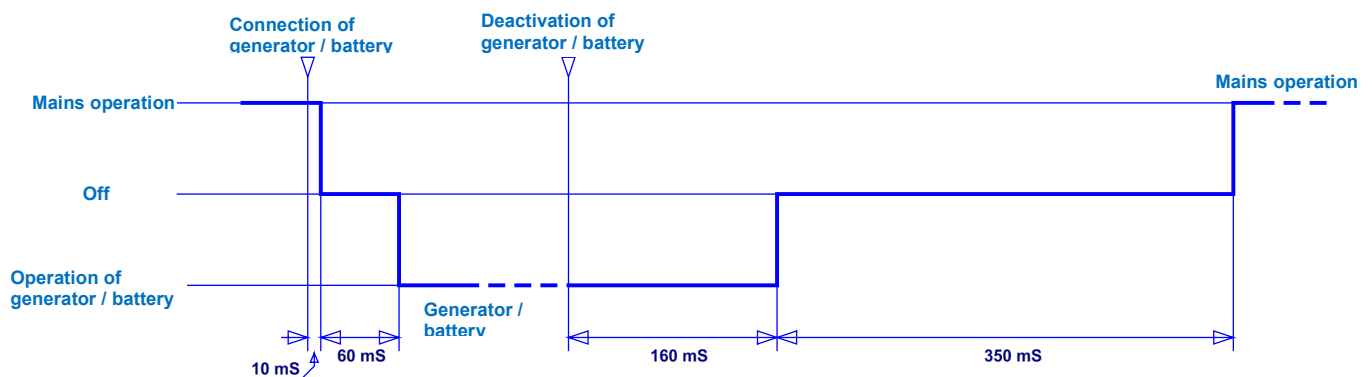 Connection of
generator / battery
Deactivation of
generator / battery
Mains operation
Mains operation
Off
Operation of
generator / battery
Generator /
battery
10 mS
60 mS
160 mS
350 mS